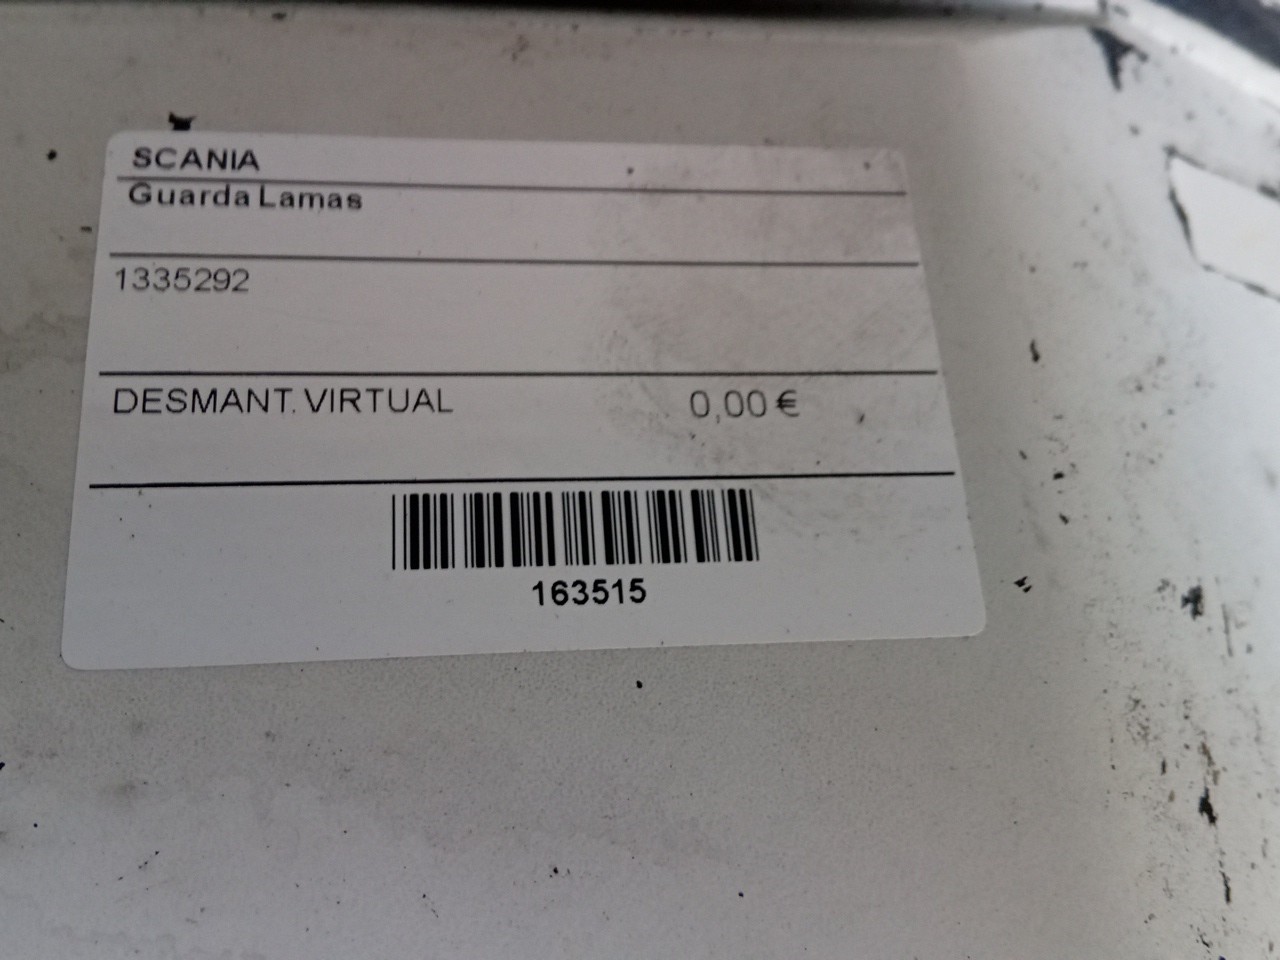 SCANIA
Guarda Lamas
1335292
DESMANT. VIRTUAL 0,00 €
163515